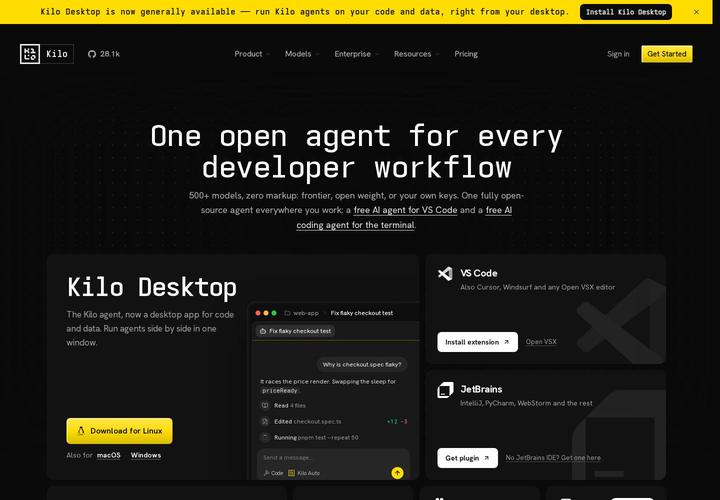 Kilo Desktop is now generally available — run Kilo agents on your code and data, right from your desktop. Install Kilo Desktop
Kilo 28.1k Product Models Enterprise Resources Pricing Sign in Get Started
One open agent for every
developer workflow
500+ models, zero markup: frontier, open weight, or your own keys. One fully open-
source agent everywhere you work: a free AI agent for VS Code and a free AI
coding agent for the terminal.
Kilo Desktop
The Kilo agent, now a desktop app for code
and data. Run agents side by side in one
window.
Download for Linux
Also for macOS Windows
web-app Fix flaky checkout test
Fix flaky checkout test
Why is checkout.spec flaky?
It races the price render. Swapping the sleep for
priceReady.
Read 4 files
Edited checkout.spec.ts +12 -3
Running pnpm test --repeat 50
Send a message...
Code Kilo Auto
VS Code
Also Cursor, Windsurf and any Open VSX editor
Install extension Open VSX
JetBrains
IntelliJ, PyCharm, WebStorm and the rest
Get plugin No JetBrains IDE? Get one here